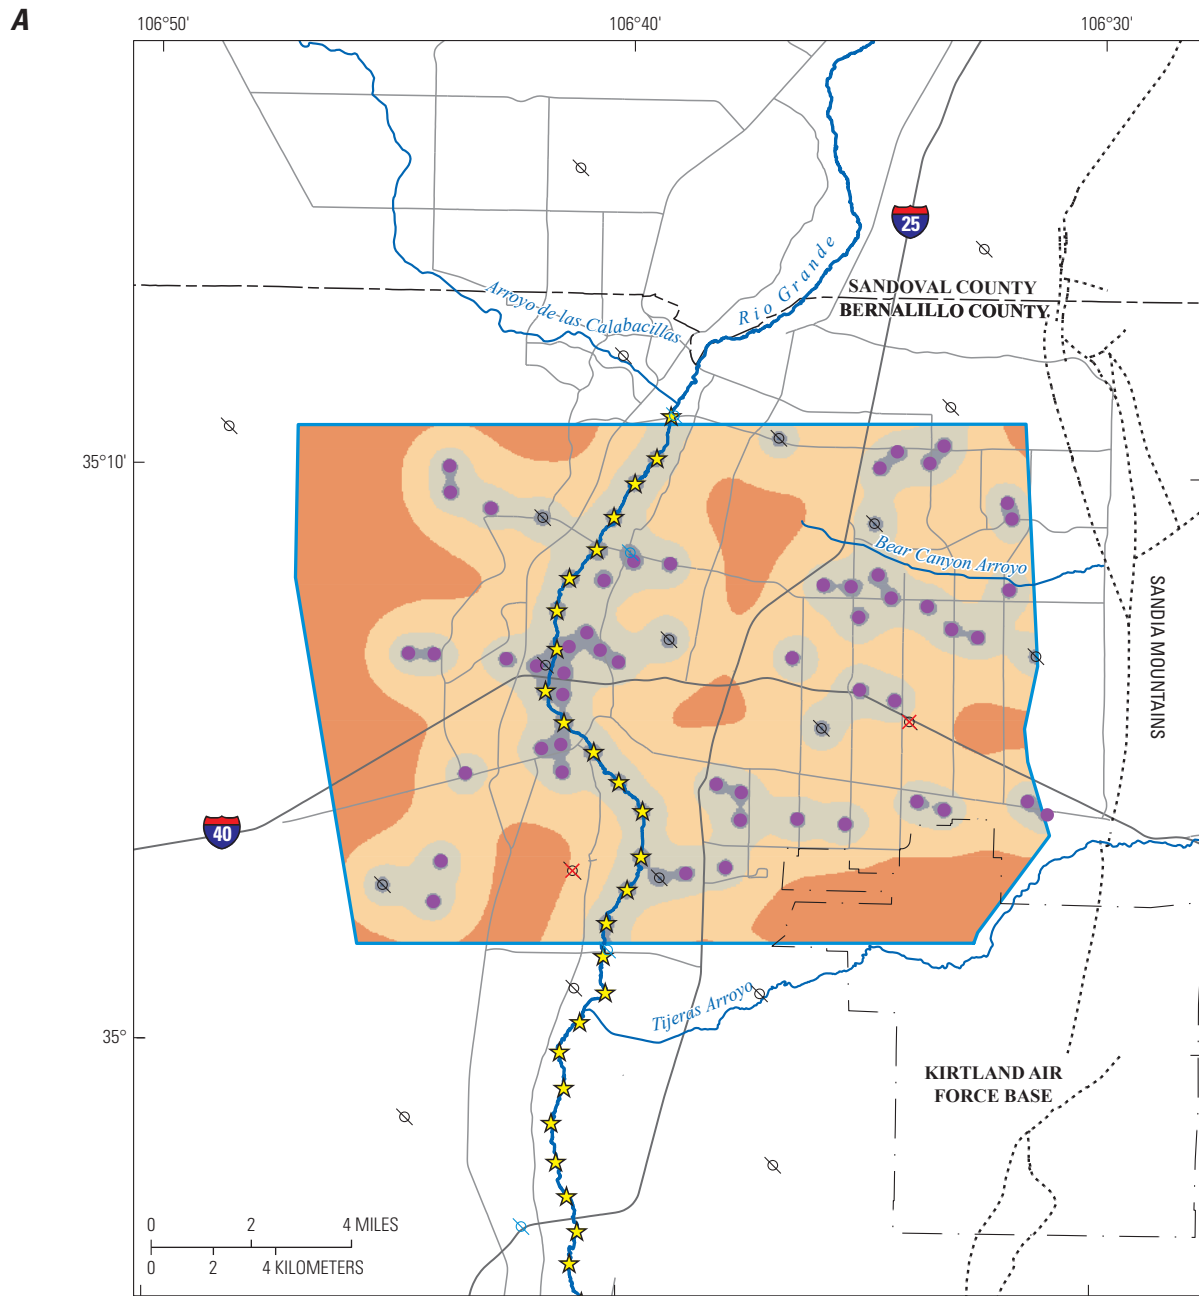 A
106°50'
106°40'
106°30'
25
Rio Grande
SANDOVAL COUNTY
BERNALILLO COUNTY
Arroyo de las Calabacillas
35°10'
Bear Canyon Arroyo
SANDIA MOUNTAINS
40
Tijeras Arroyo
35°
KIRTLAND AIR
FORCE BASE
0 2 4 MILES
0 2 4 KILOMETERS